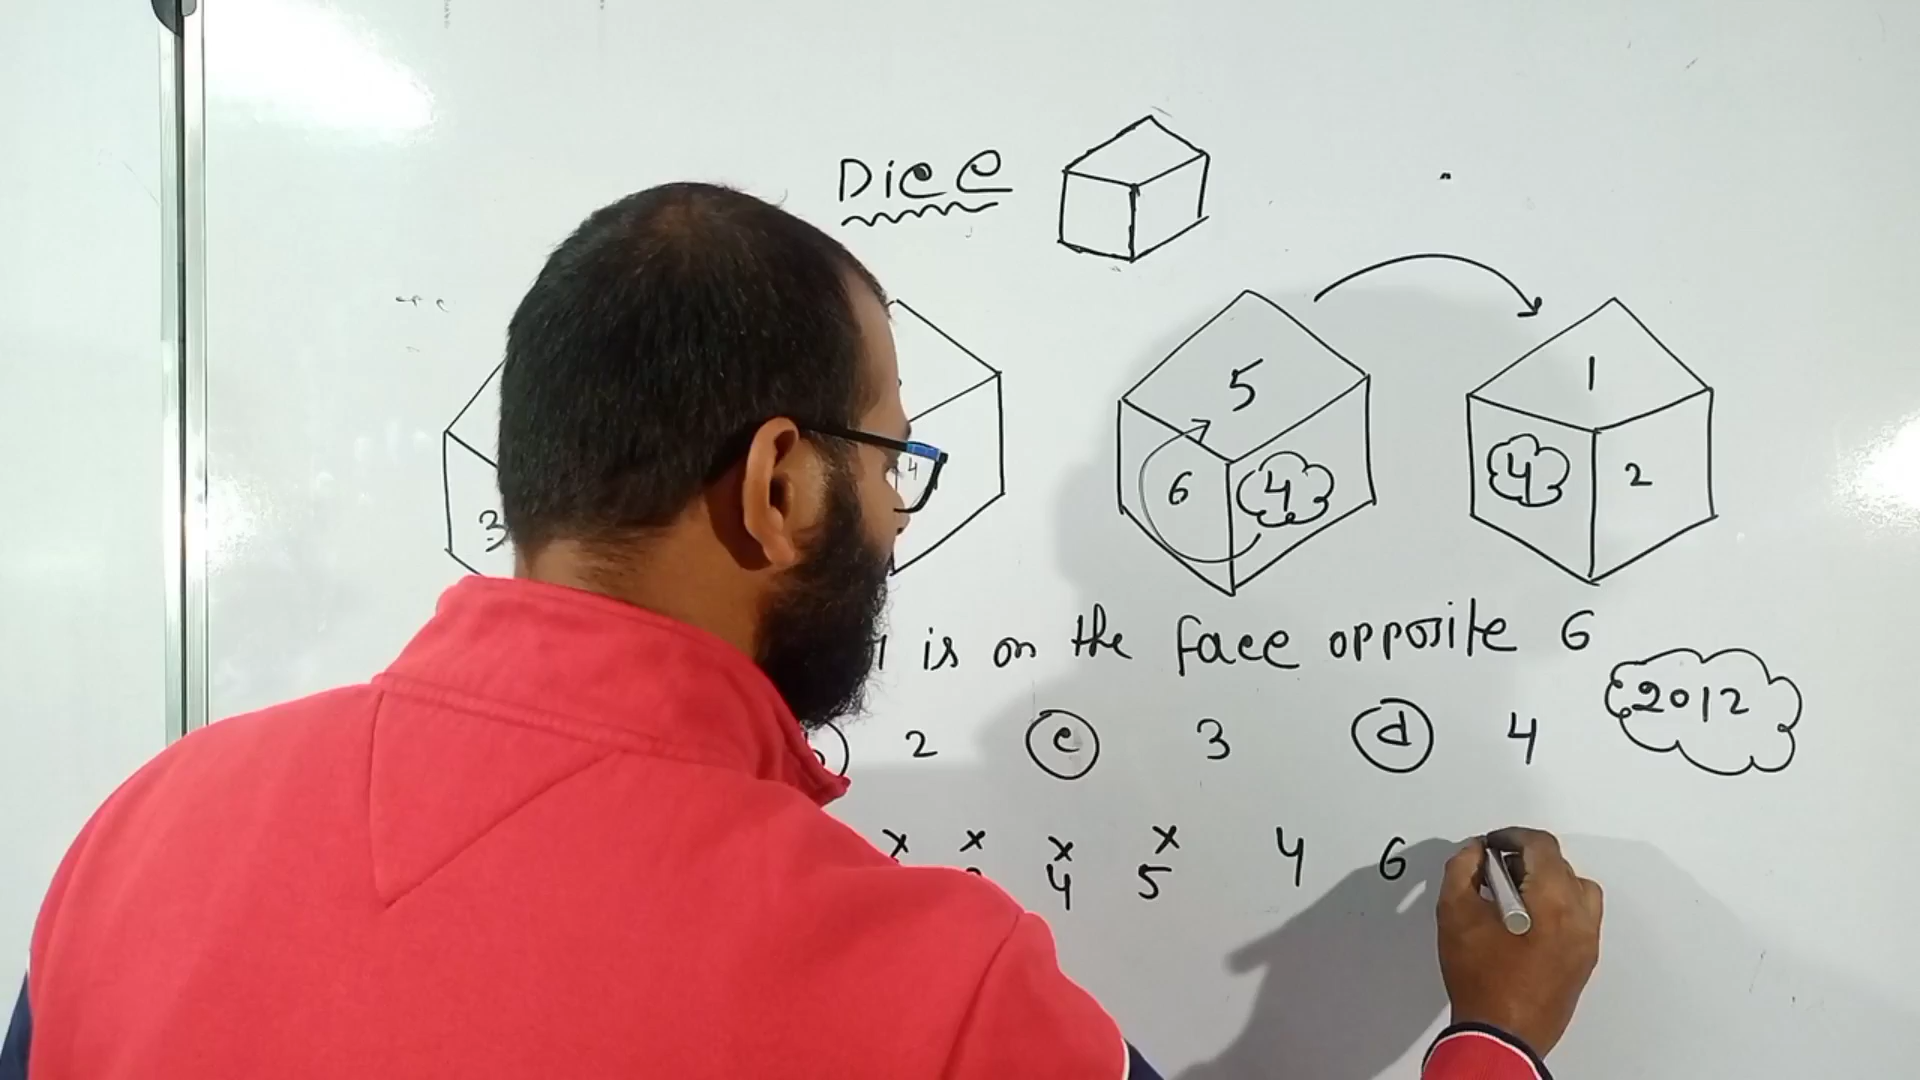 Dice
5
1
3
4
6
4
4
2
is on the face opposite 6
2012
2 c 3 d 4
x x x x
4 5 4 6